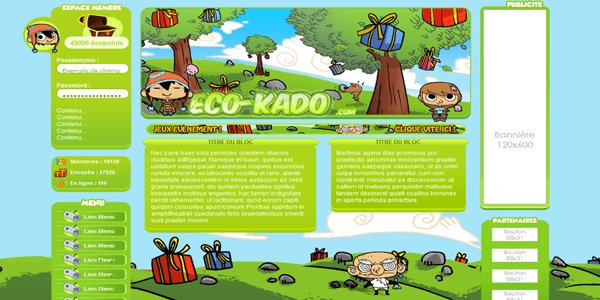 ESPACE MEMBRE
45000 écopoints
Pseudonyme :
Exemple de champ
Password :
Contenu...
Contenu...
Contenu...
Contenu...
Contenu...
Membres : 19120
Envoyés : 17825
En ligne : 116
MENU
Lien Menu
Lien Menu
Lien Menu
Lien Menu
Lien Menu
Lien Menu
ECO-KADO.COM
JEUX EVENEMENT !
CLIQUE VITE ICI !
TITRE DU BLOC
Nec sane haec sola pernicies orientem diversis
cladibus adfligebat. Namque et Isauri, quibus est
usitatum saepe pacari saepeque inopinis excursibus
cuncta miscere, ex latrociniis occultis et raris, alente
inpunitate adulescentem in peius audaciam ad bella
gravia proruperunt, diu quidem perduelles spiritus
inrequietis motibus erigentes, hac tamen indignitate
perciti vehementer, ut iactitabant, quod eorum capiti
quidam consortes apud Iconium Pisidiae oppidum in
amphitheatrali spectaculo feris praedatricibus obiecti
sunt praeter morem.
TITRE DU BLOC
Martinus agens illas provincias pro
praefectis aerumnas innocentium graviter
gemens saepeque obsecrans, ut ab omni
culpa inmunibus parceretur, cum non
inpetraret, minabatur se discessurum: ut
saltem id metuens perquisitor malivolus
tandem desineret quieti coalitos homines
in aperta pericula proiectare.
PUBLICITE
Bannière
120x600
PARTENAIRES
Bouton
88x31
Bouton
88x31
Bouton
88x31
Bouton
88x31